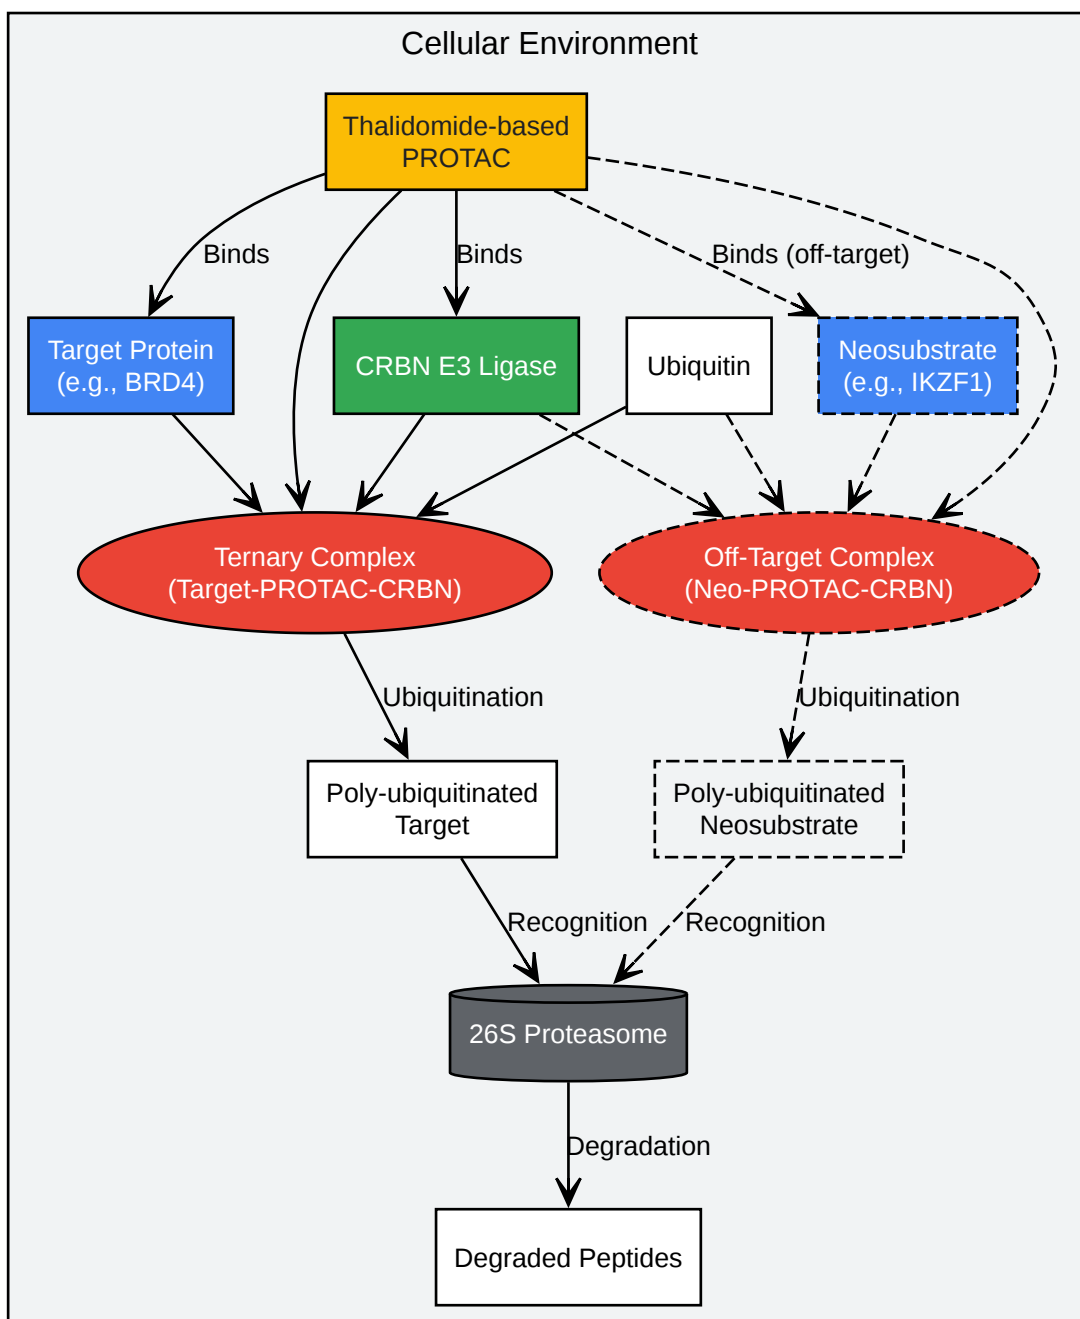 Cellular Environment
Thalidomide-based
PROTAC
Binds
Binds
Binds (off-target)
Target Protein
(e.g., BRD4)
CRBN E3 Ligase
Ubiquitin
Neosubstrate
(e.g., IKZF1)
Ternary Complex
(Target-PROTAC-CRBN)
Off-Target Complex
(Neo-PROTAC-CRBN)
Ubiquitination
Ubiquitination
Poly-ubiquitinated
Target
Poly-ubiquitinated
Neosubstrate
Recognition
Recognition
26S Proteasome
Degradation
Degraded Peptides